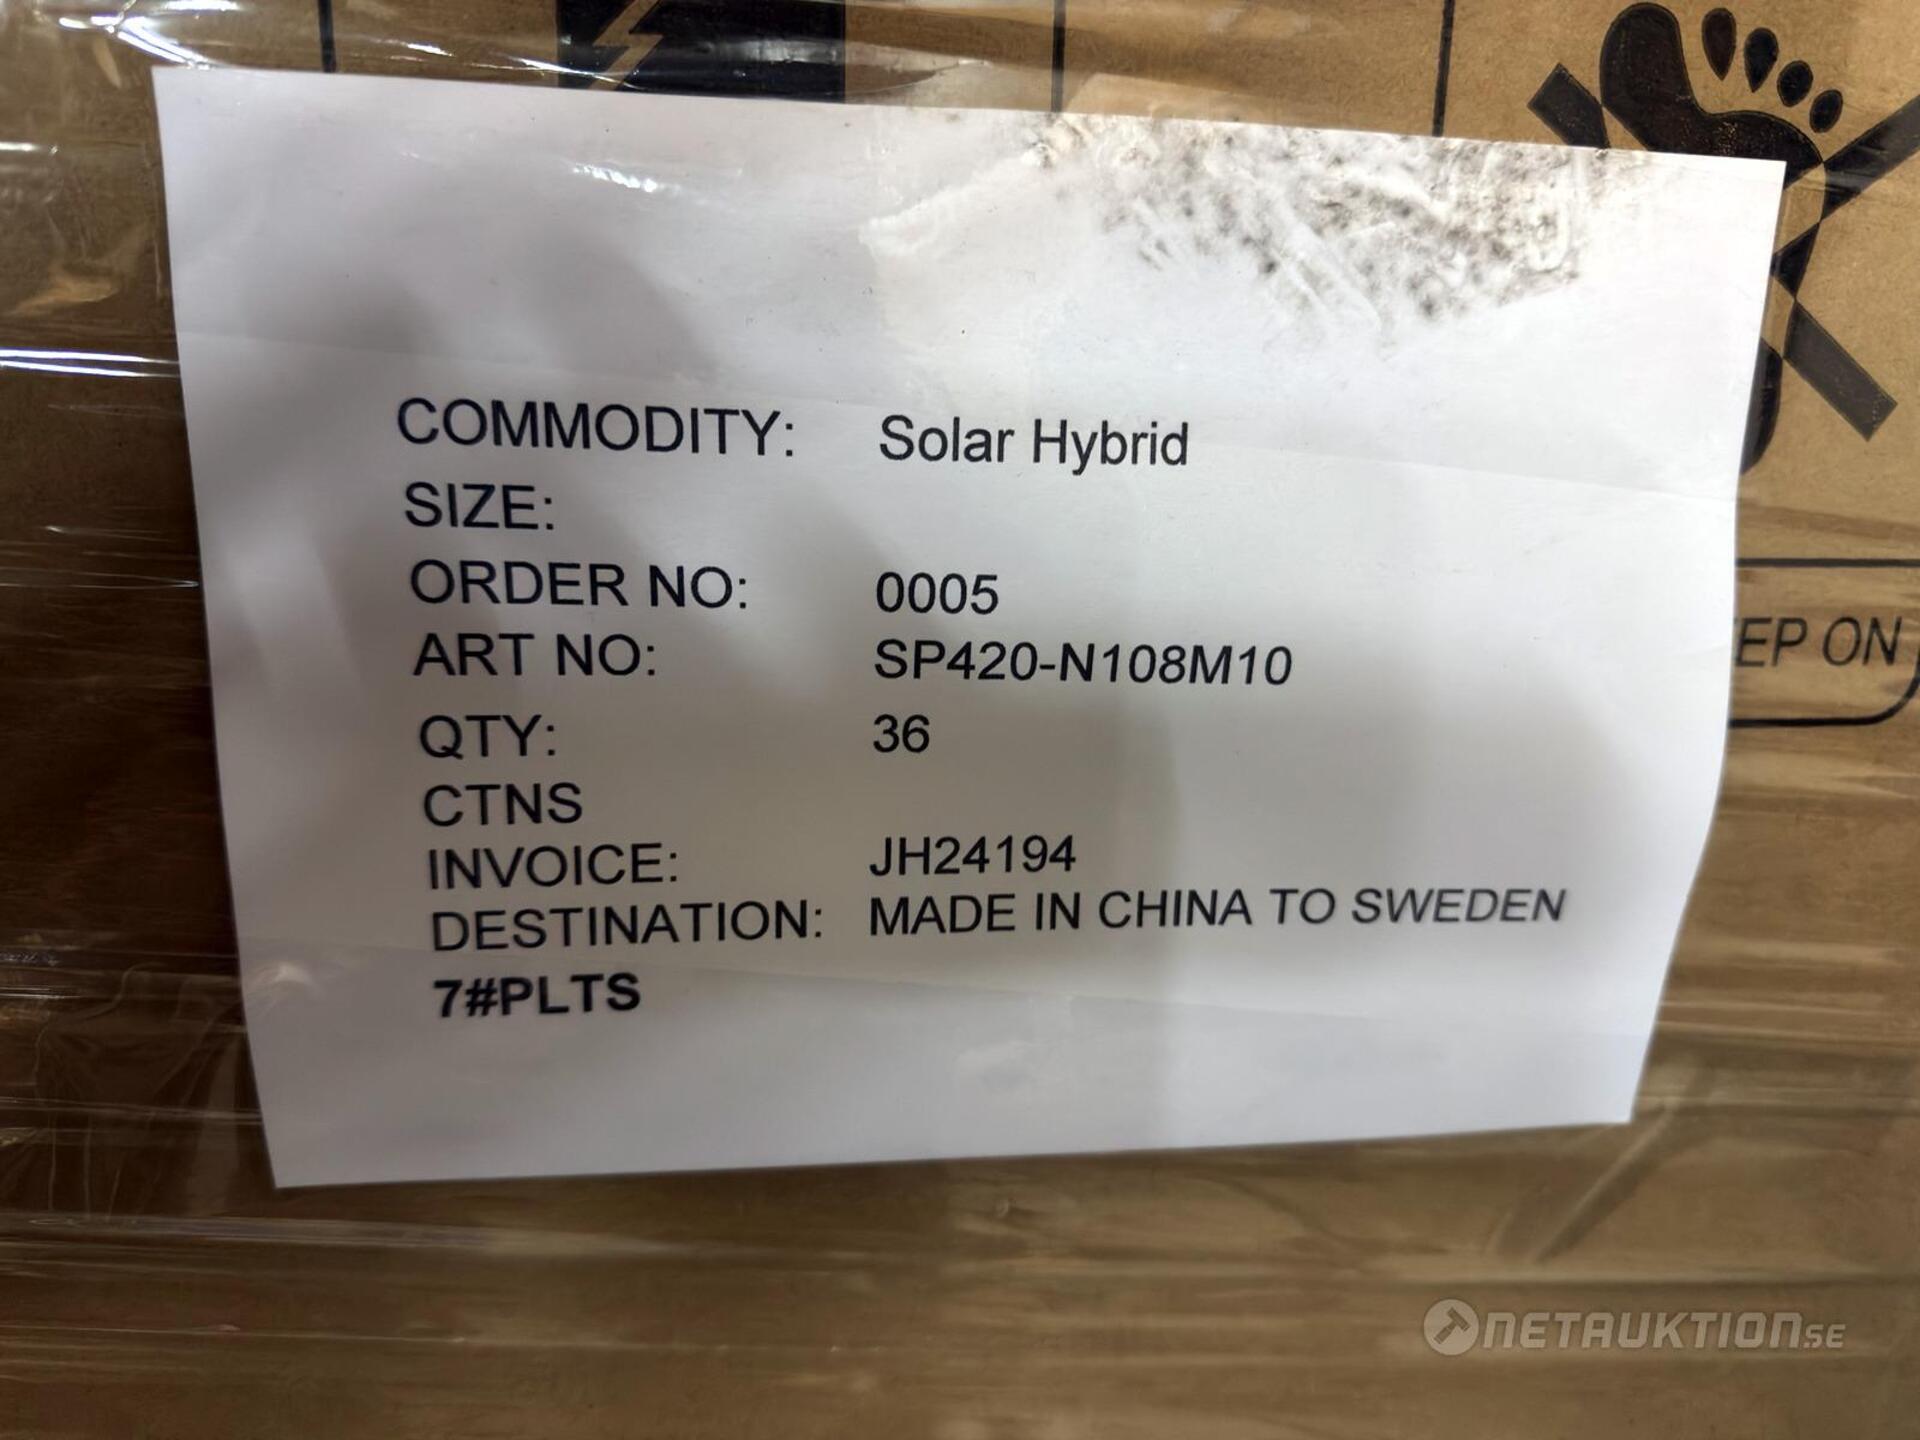 COMMODITY: Solar Hybrid
SIZE:
ORDER NO: 0005
ART NO: SP420-N108M10
QTY: 36
CTNS
INVOICE: JH24194
DESTINATION: MADE IN CHINA TO SWEDEN
7#PLTS
EP ON
NETAUKTION.SE